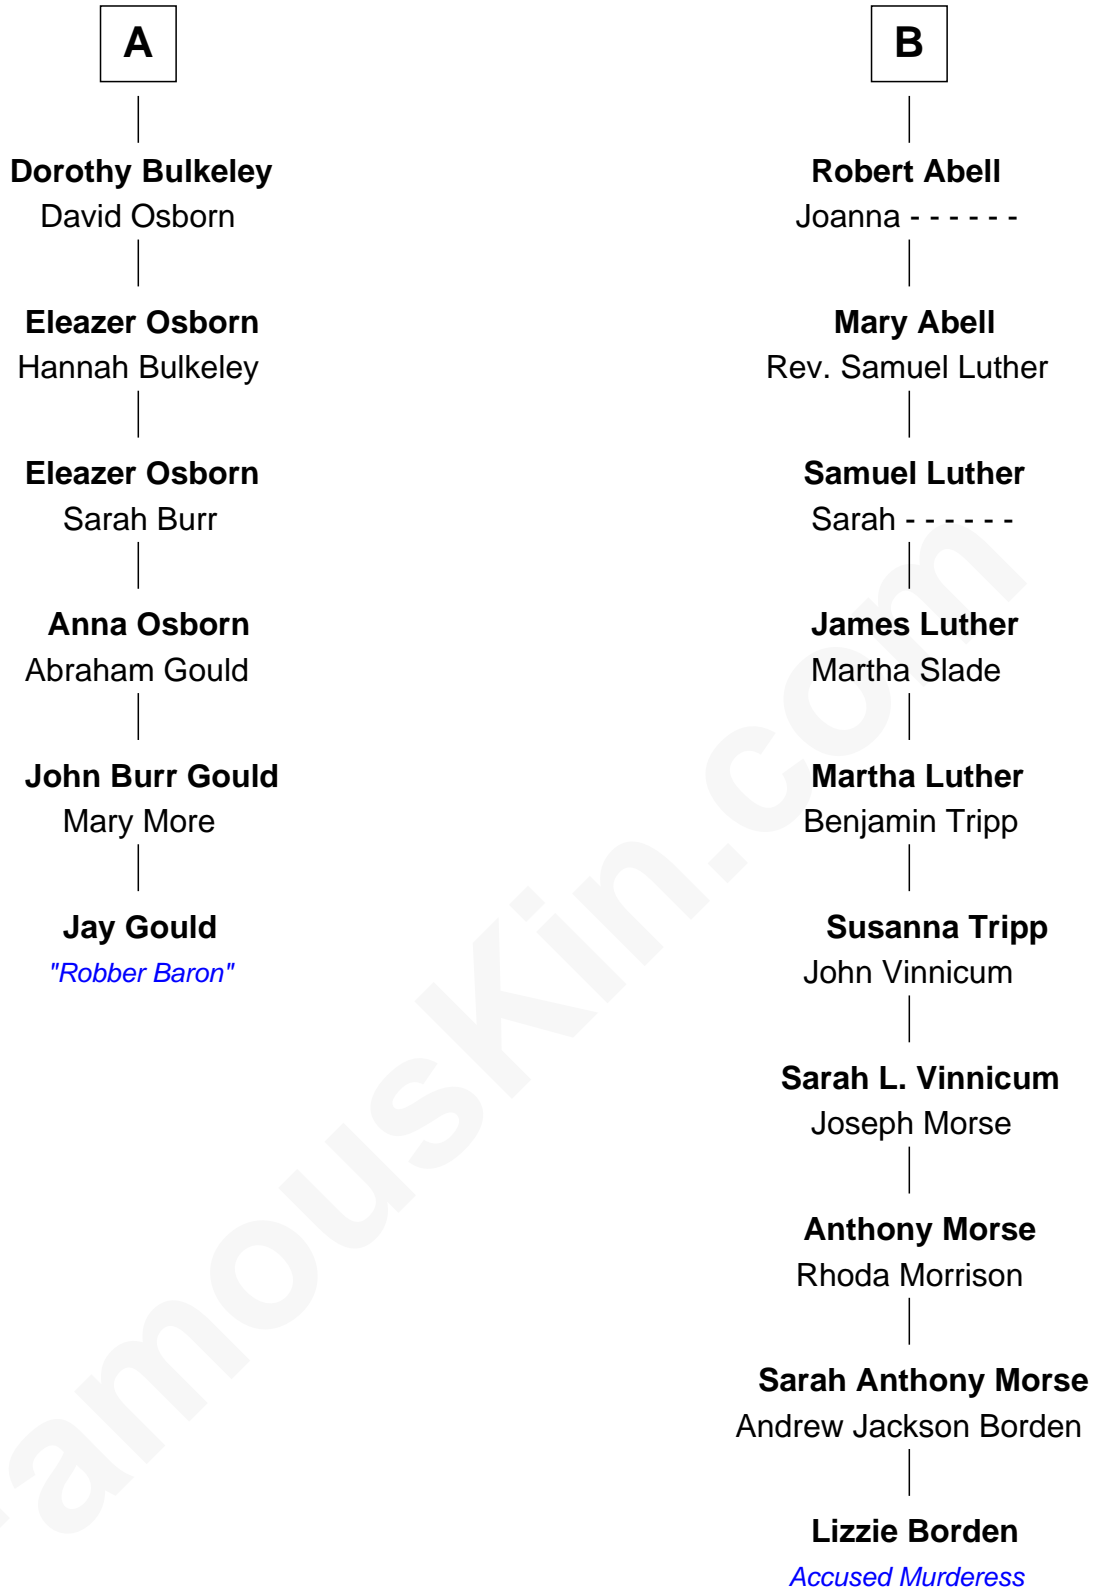 A
Dorothy Bulkeley
David Osborn
Eleazer Osborn
Hannah Bulkeley
Eleazer Osborn
Sarah Burr
Anna Osborn
Abraham Gould
John Burr Gould
Mary More
Jay Gould
"Robber Baron"
B
Robert Abell
Joanna - - - - - -
Mary Abell
Rev. Samuel Luther
Samuel Luther
Sarah - - - - - -
James Luther
Martha Slade
Martha Luther
Benjamin Tripp
Susanna Tripp
John Vinnicum
Sarah L. Vinnicum
Joseph Morse
Anthony Morse
Rhoda Morrison
Sarah Anthony Morse
Andrew Jackson Borden
Lizzie Borden
Accused Murderess
amouskin.com